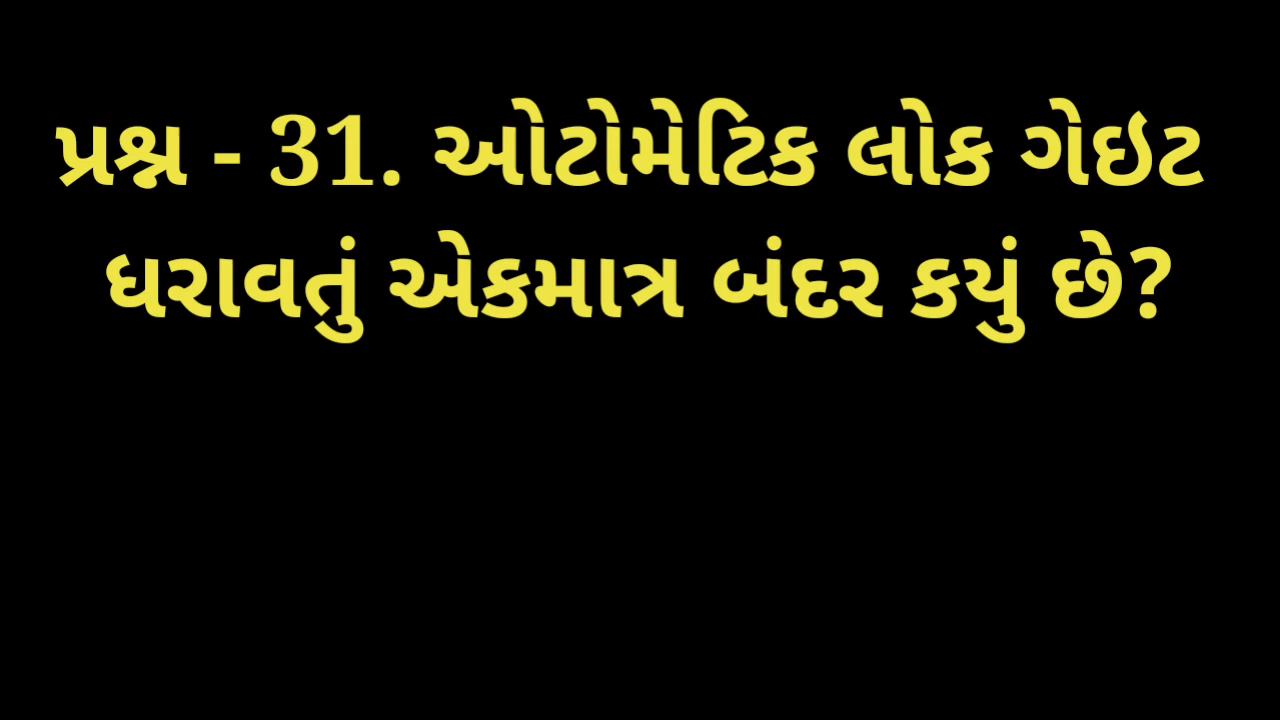 પ્રશ્ન - 31. ઓટોમેટિક લોક ગેઇટ
ધરાવતું એકમાત્ર બંદર કયું છે?